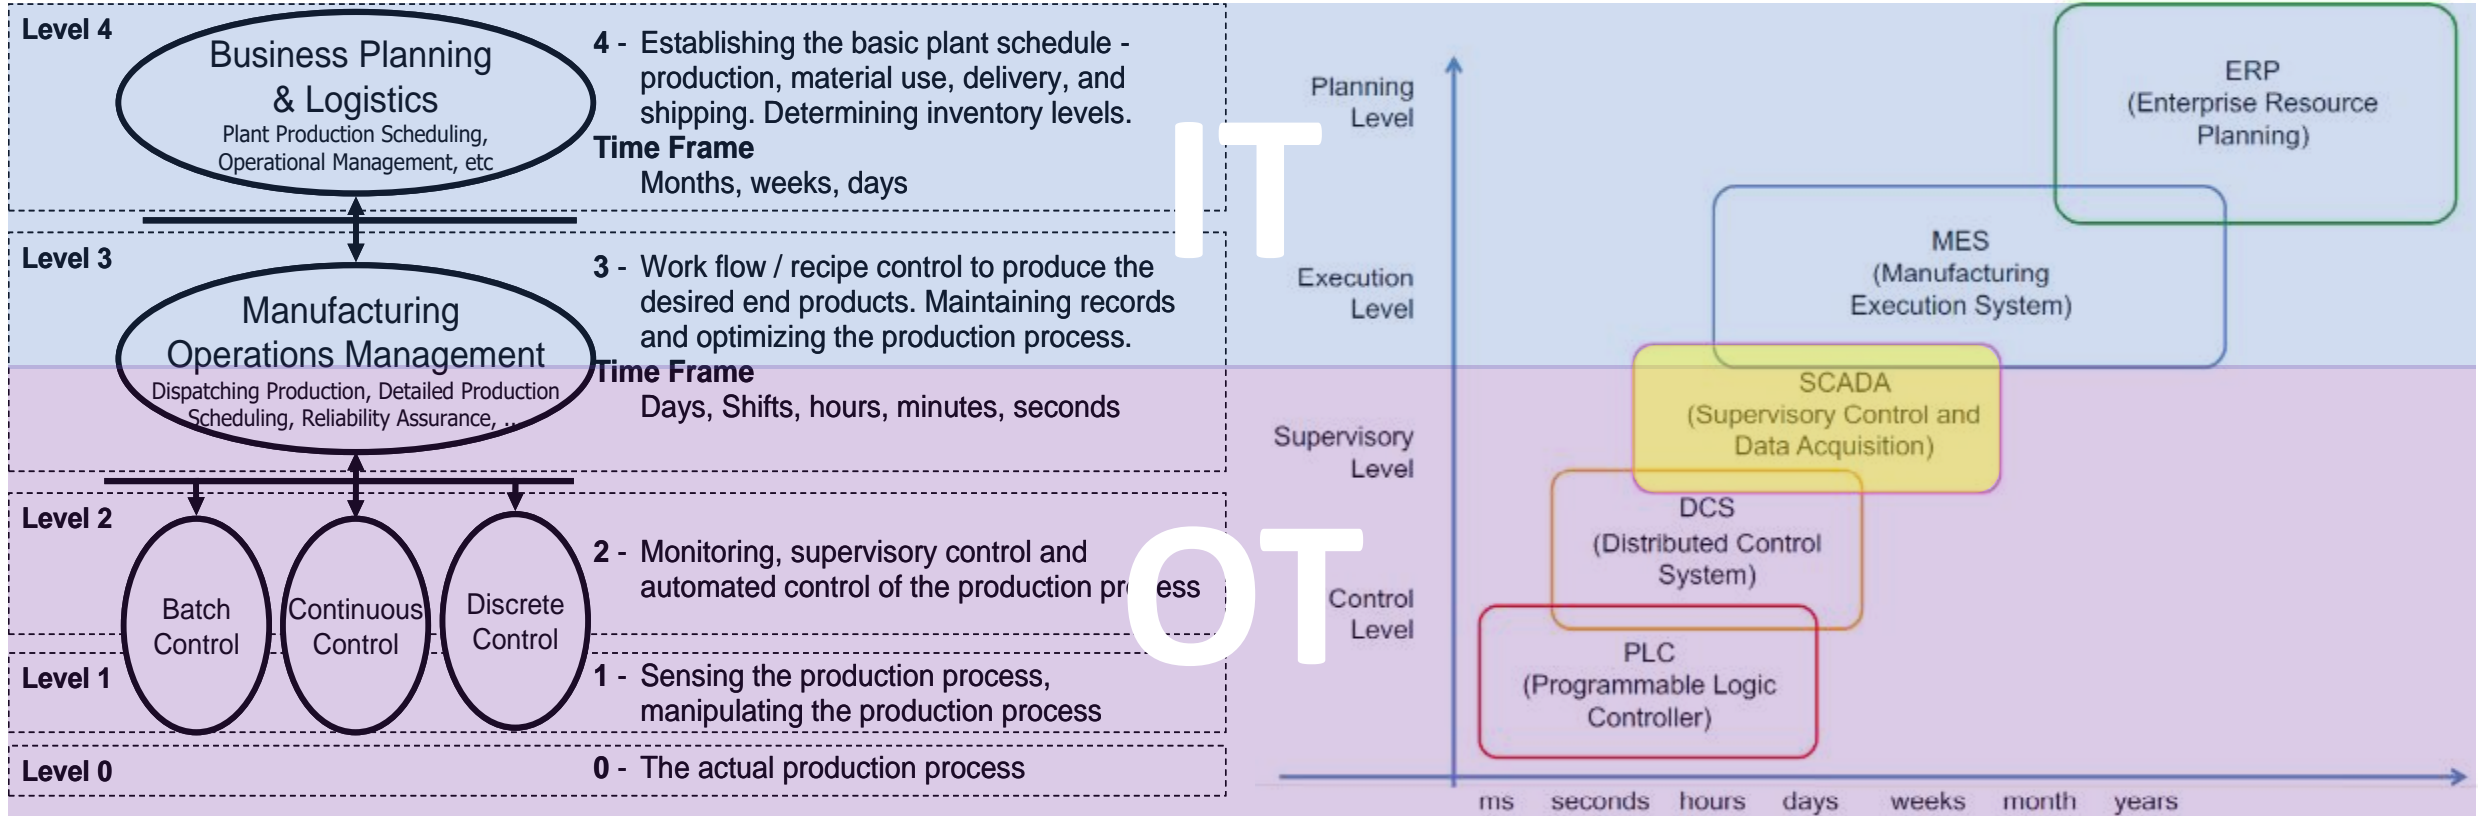 Level 4
Business Planning
& Logistics
Plant Production Scheduling,
Operational Management, etc
4 - Establishing the basic plant schedule -
production, material use, delivery, and
shipping. Determining inventory levels.
Time Frame
Months, weeks, days
Level 3
Manufacturing
Operations Management
Dispatching Production, Detailed Production
Scheduling, Reliability Assurance, ...
3 - Work flow / recipe control to produce the
desired end products. Maintaining records
and optimizing the production process.
Time Frame
Days, Shifts, hours, minutes, seconds
Level 2
Batch
Control
Continuous
Control
Discrete
Control
2 - Monitoring, supervisory control and
automated control of the production process
Level 1
1 - Sensing the production process,
manipulating the production process
Level 0
0 - The actual production process
IT
OT
Planning
Level
Execution
Level
Supervisory
Level
Control
Level
ERP
(Enterprise Resource
Planning)
MES
(Manufacturing
Execution System)
SCADA
(Supervisory Control and
Data Acquisition)
DCS
(Distributed Control
System)
PLC
(Programmable Logic
Controller)
ms seconds hours days weeks month years